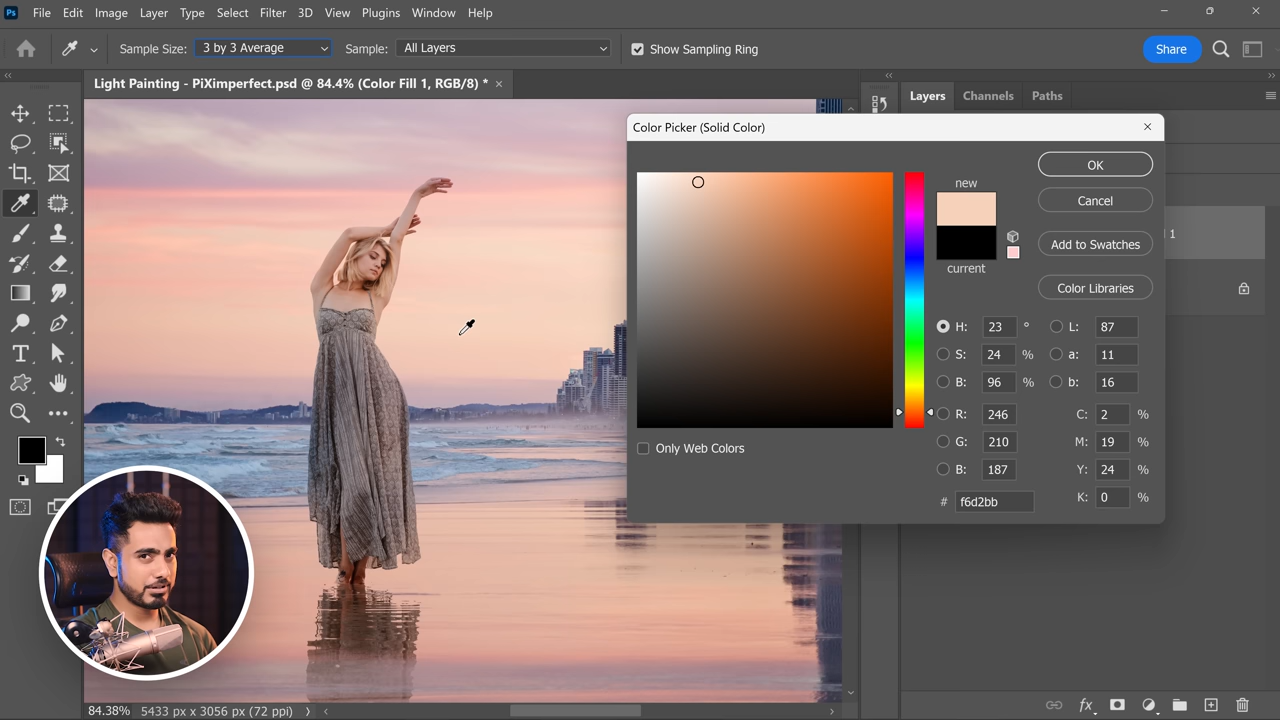 Ps File Edit Image Layer Type Select Filter 3D View Plugins Window Help
Sample Size: 3 by 3 Average Sample: All Layers Show Sampling Ring Share
Light Painting - PiXimperfect.psd @ 84.4% (Color Fill 1, RGB/8) * ×
Layers Channels Paths
Color Picker (Solid Color)
OK
new
Cancel
1
Add to Swatches
current
Color Libraries
H: 23 ° L: 87
S: 24 % a: 11
B: 96 % b: 16
R: 246 C: 2 %
G: 210 M: 19 %
Only Web Colors
B: 187 Y: 24 %
K: 0 %
# f6d2bb
84.38% 5433 px x 3056 px (72 ppi)
fx